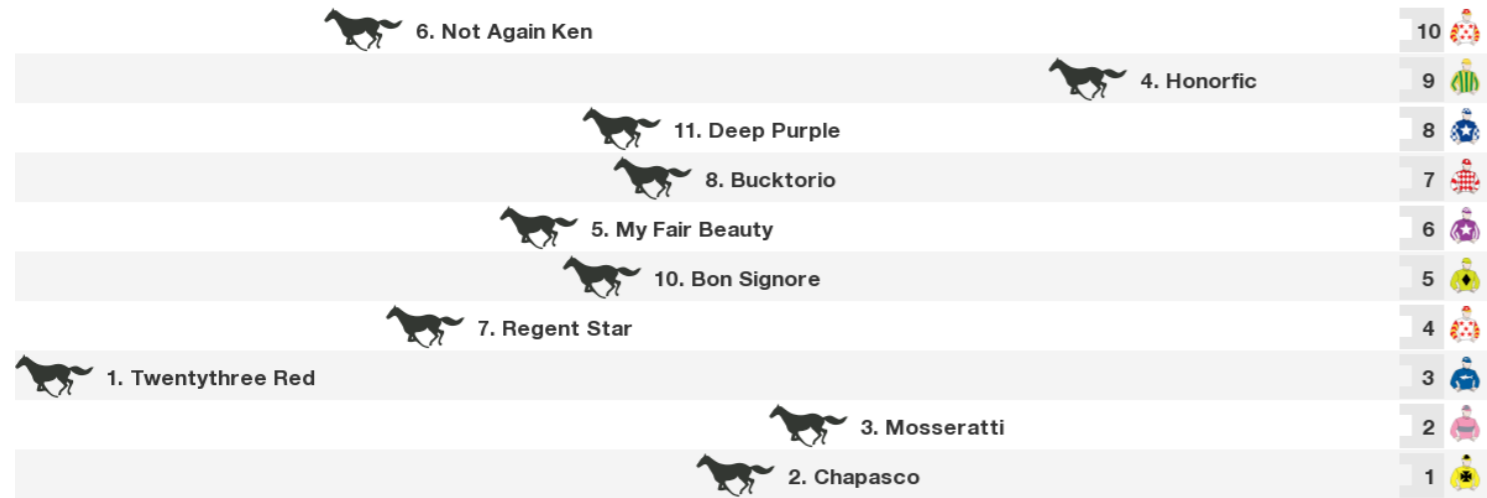 6. Not Again Ken 10
4. Honorfic 9
11. Deep Purple 8
8. Bucktorio 7
5. My Fair Beauty 6
10. Bon Signore 5
7. Regent Star 4
1. Twentythree Red 3
3. Mosseratti 2
2. Chapasco 1